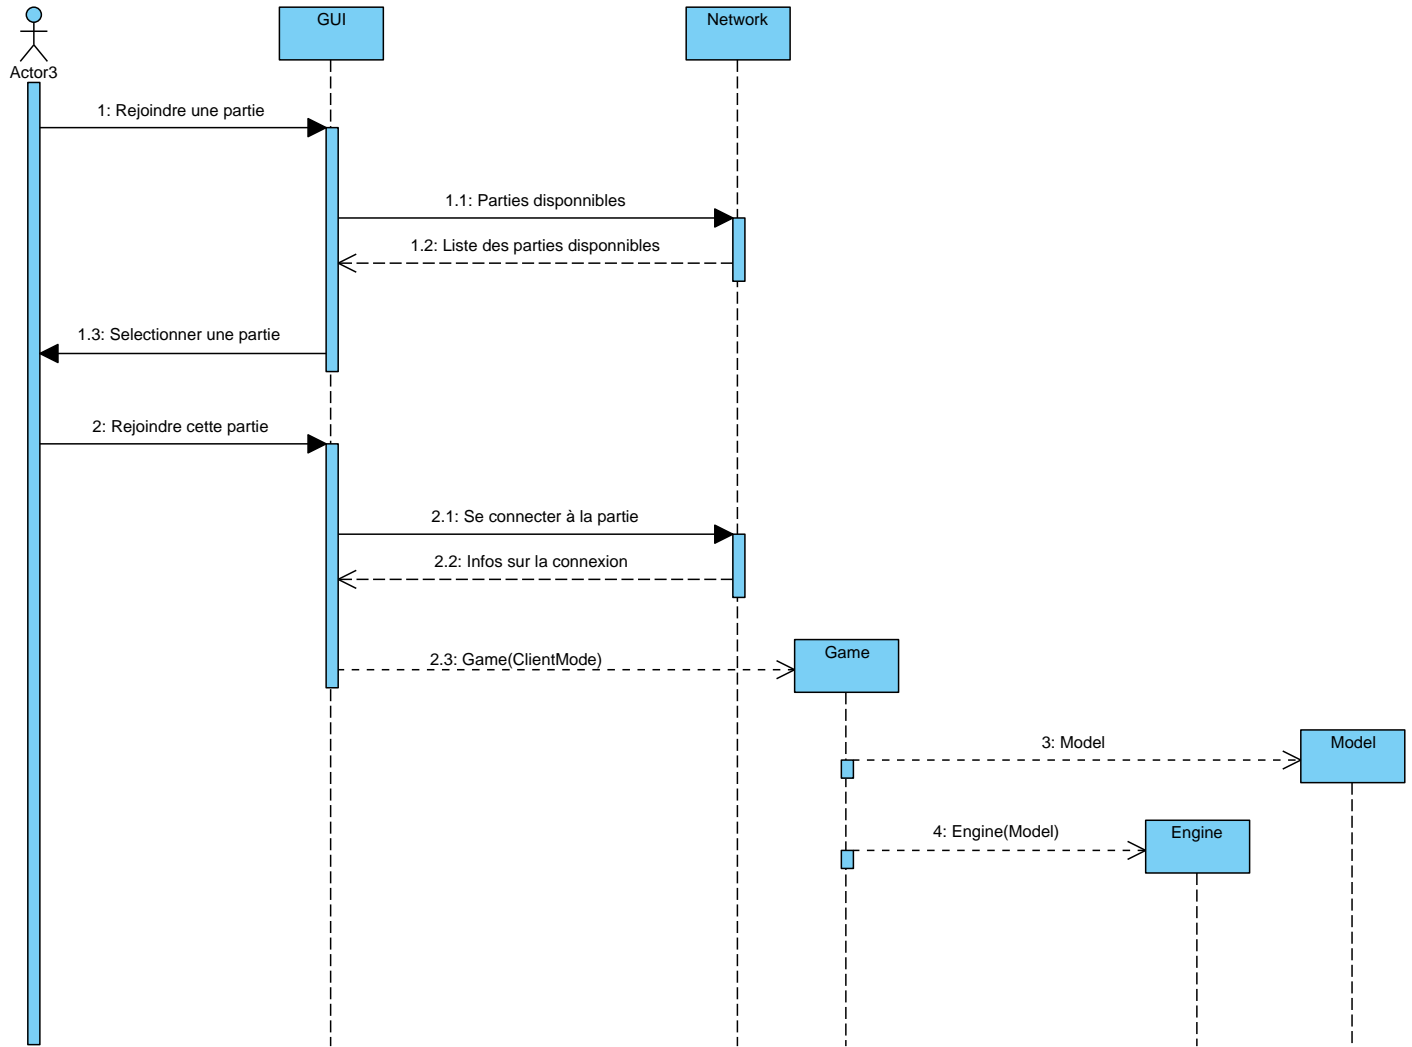 GUI
Network
Actor3
1: Rejoindre une partie
1.1: Parties disponnibles
1.2: Liste des parties disponnibles
1.3: Selectionner une partie
2: Rejoindre cette partie
2.1: Se connecter à la partie
2.2: Infos sur la connexion
2.3: Game(ClientMode)
Game
3: Model
Model
4: Engine(Model)
Engine